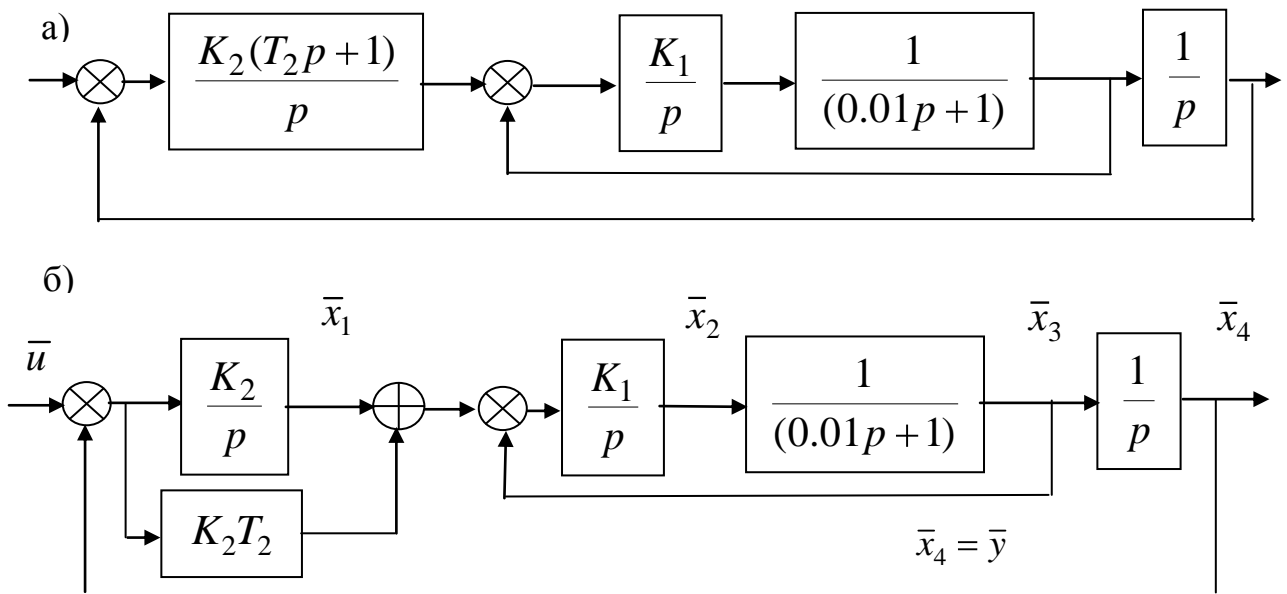 а)
K₂(T₂p + 1)
p
K₁
p
1
(0.01p + 1)
1
p
б)
u̅
x̅₁
x̅₂
x̅₃
x̅₄
K₂
p
K₁
p
1
(0.01p + 1)
1
p
K₂T₂
x̅₄ = y̅